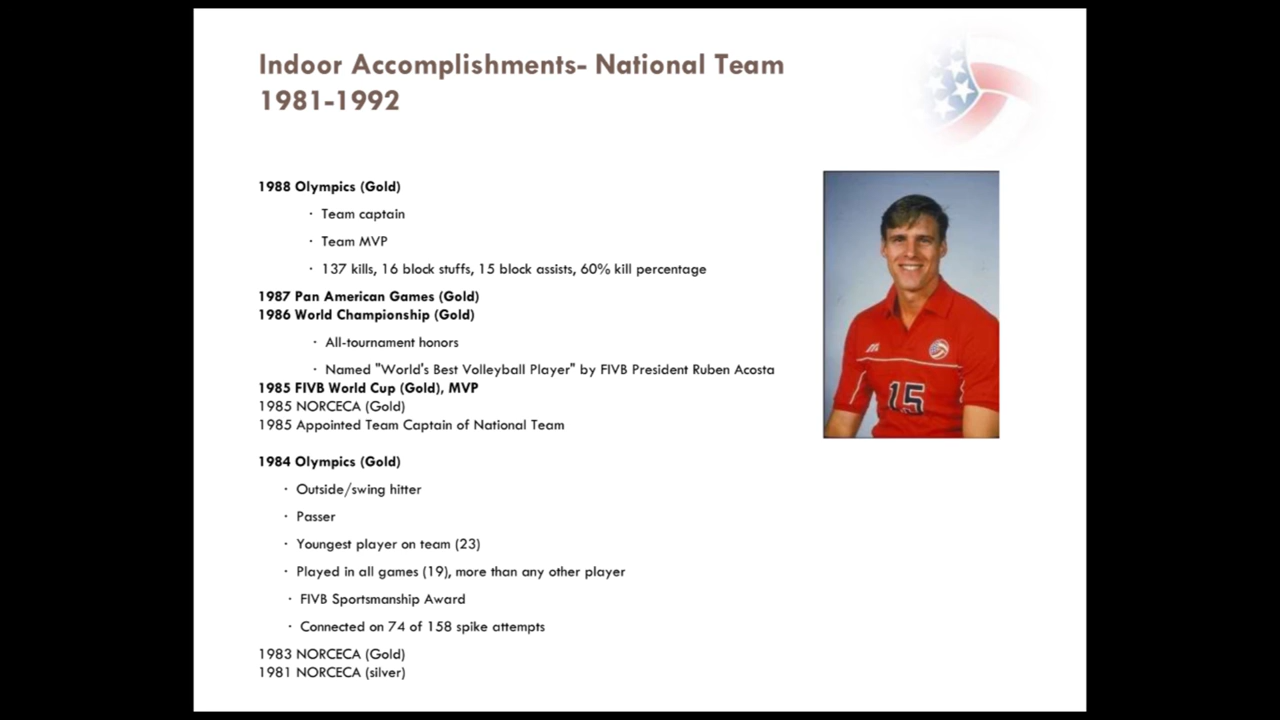 Indoor Accomplishments- National Team
1981-1992
1988 Olympics (Gold)
· Team captain
· Team MVP
· 137 kills, 16 block stuffs, 15 block assists, 60% kill percentage
1987 Pan American Games (Gold)
1986 World Championship (Gold)
· All-tournament honors
· Named "World's Best Volleyball Player" by FIVB President Ruben Acosta
1985 FIVB World Cup (Gold), MVP
1985 NORCECA (Gold)
1985 Appointed Team Captain of National Team
15
1984 Olympics (Gold)
· Outside/swing hitter
· Passer
· Youngest player on team (23)
· Played in all games (19), more than any other player
· FIVB Sportsmanship Award
· Connected on 74 of 158 spike attempts
1983 NORCECA (Gold)
1981 NORCECA (silver)